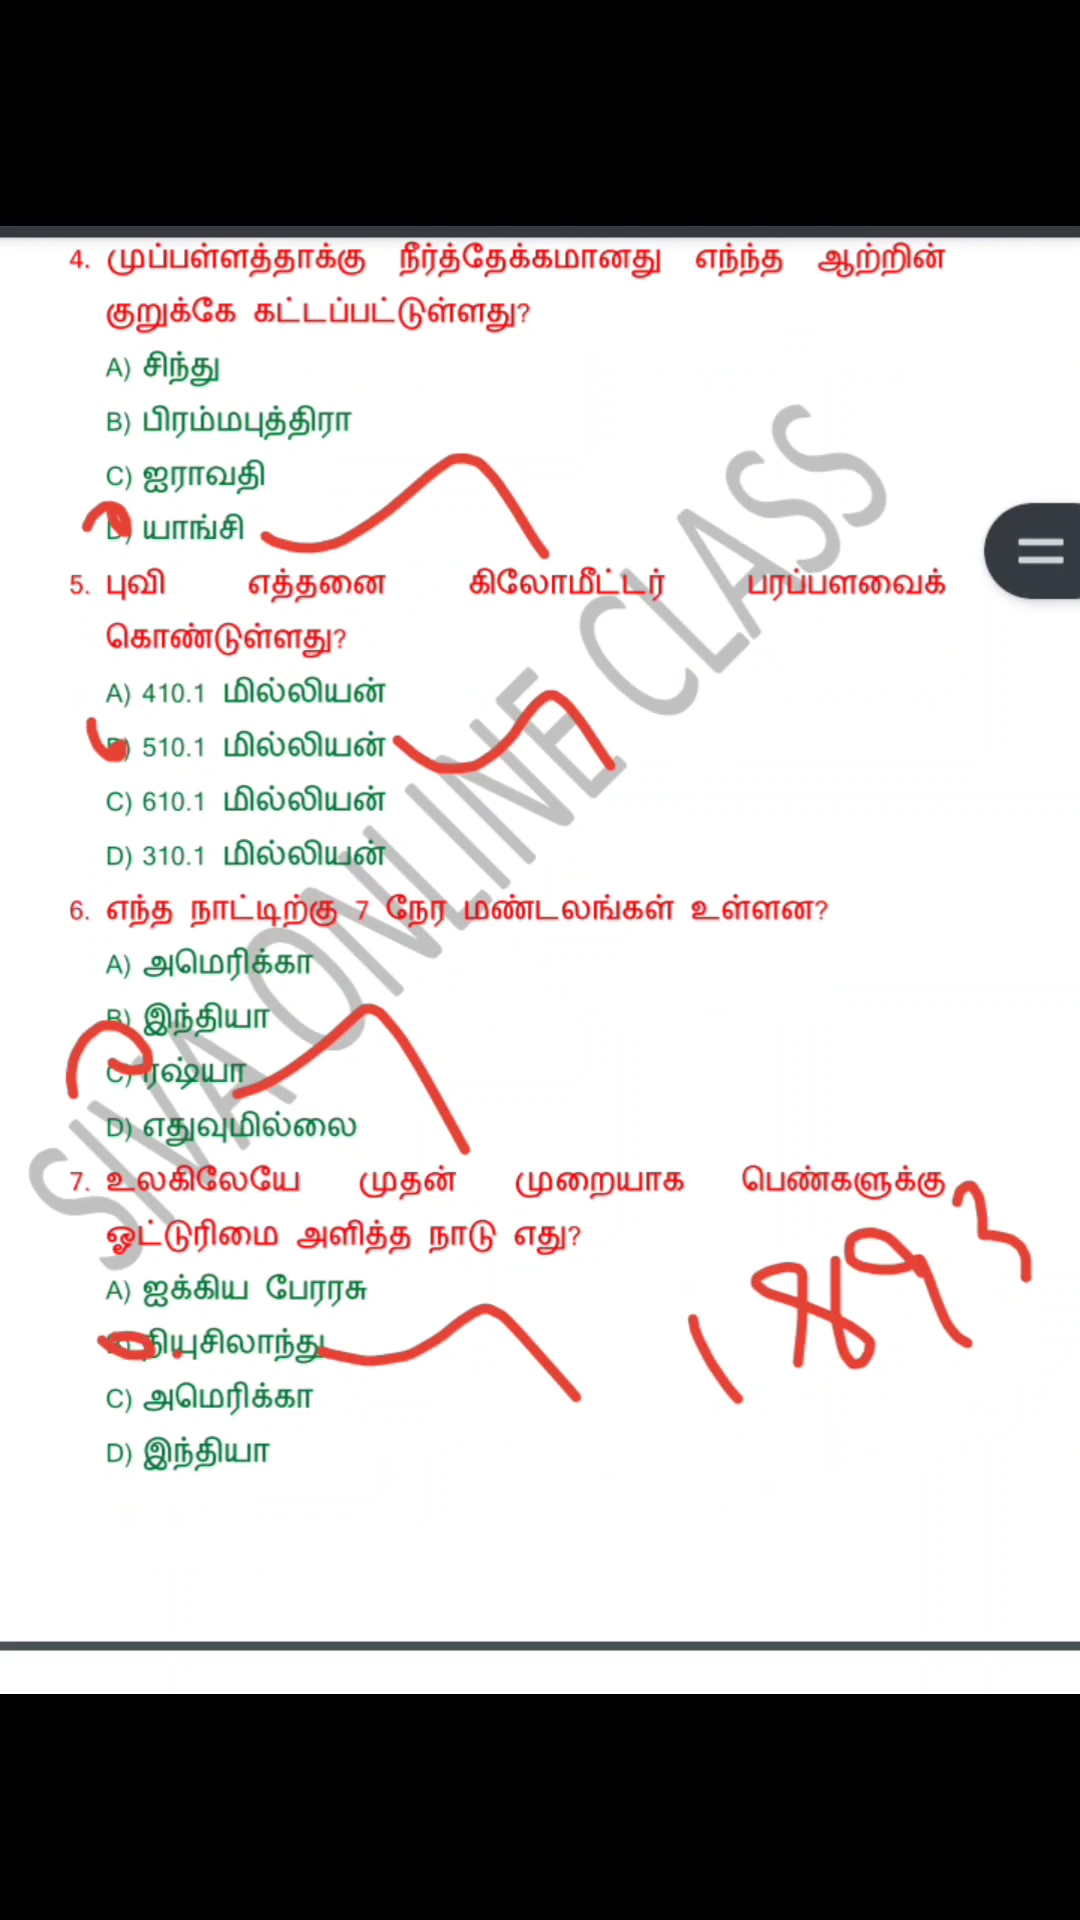 4. முப்பள்ளத்தாக்கு நீர்த்தேக்கமானது எந்ந்த ஆற்றின்
குறுக்கே கட்டப்பட்டுள்ளது?
A) சிந்து
B) பிரம்மபுத்திரா
C) ஐராவதி
D) யாங்சி
5. புவி எத்தனை கிலோமீட்டர் பரப்பளவைக்
கொண்டுள்ளது?
A) 410.1 மில்லியன்
B) 510.1 மில்லியன்
C) 610.1 மில்லியன்
D) 310.1 மில்லியன்
6. எந்த நாட்டிற்கு 7 நேர மண்டலங்கள் உள்ளன?
A) அமெரிக்கா
B) இந்தியா
C) ரஷ்யா
D) எதுவுமில்லை
7. உலகிலேயே முதன் முறையாக பெண்களுக்கு
ஓட்டுரிமை அளித்த நாடு எது?
A) ஐக்கிய பேரரசு
B) நியுசிலாந்து
C) அமெரிக்கா
D) இந்தியா
1893
SIVA ONLINE CLASS